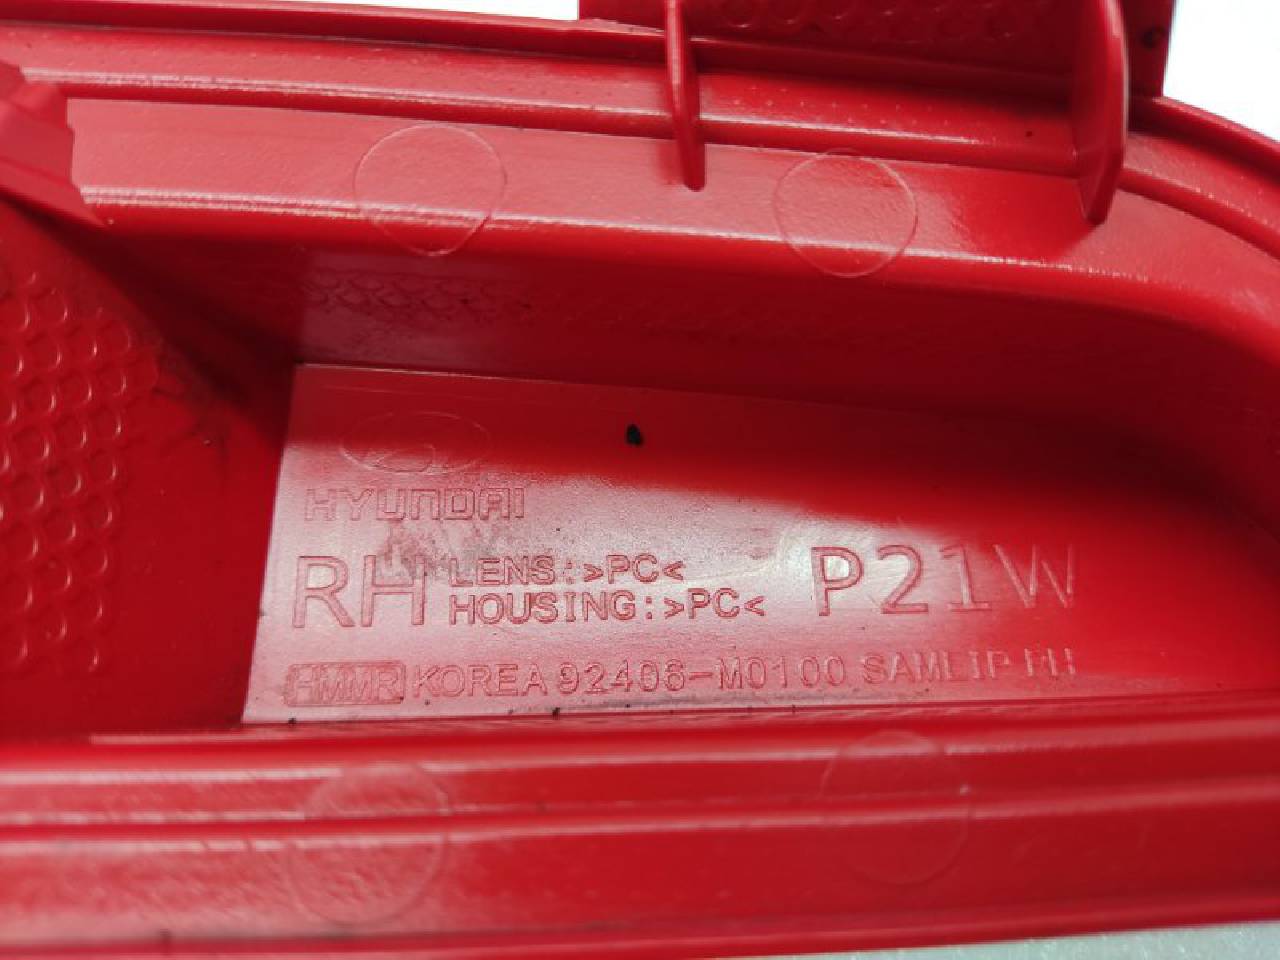 HYUNDAI
RH LENS:>PC< P21W
HOUSING:>PC<
HMMR KOREA 92406-M0100 SAMLIP RH